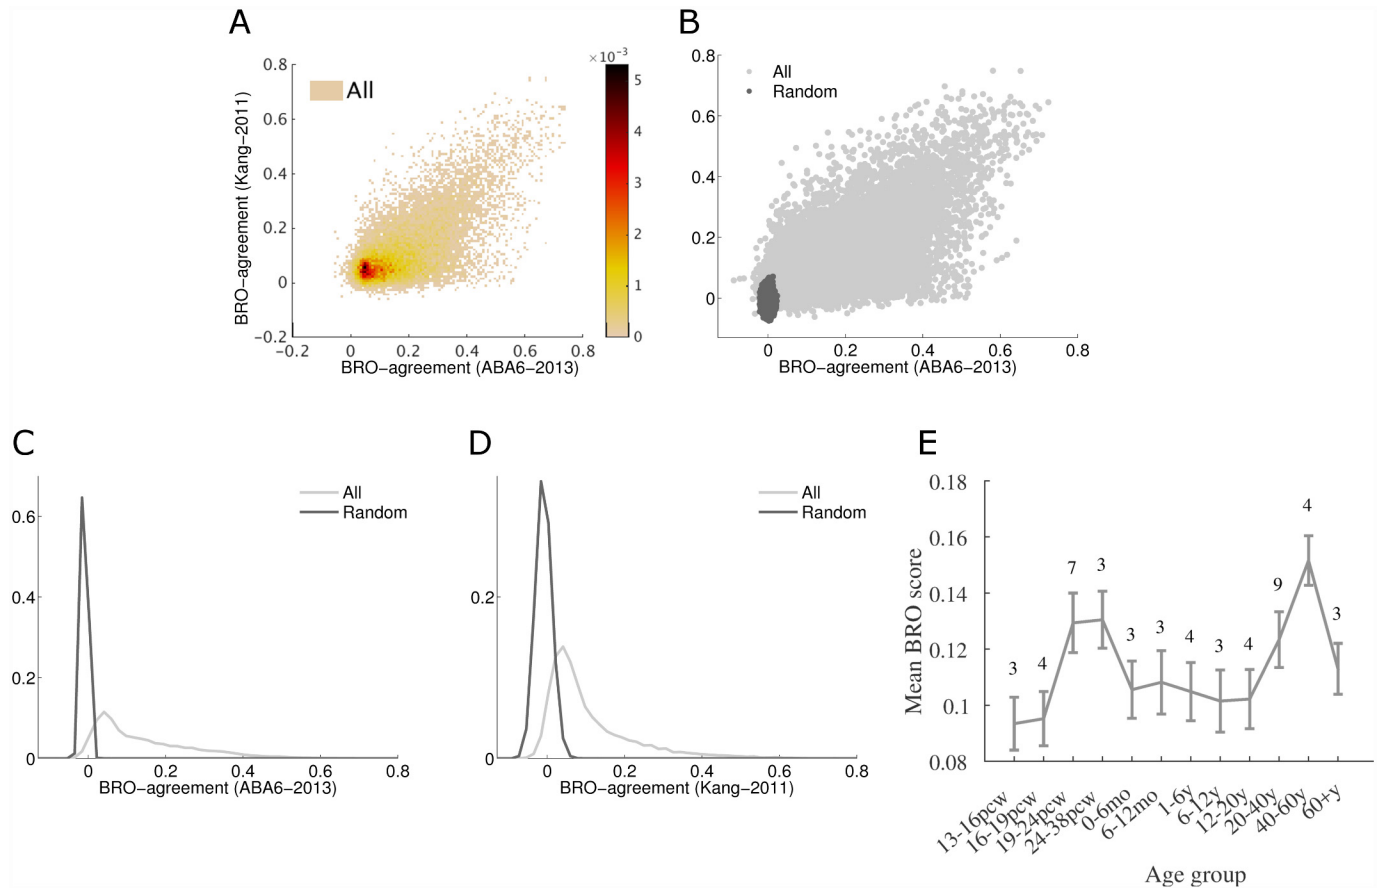 A
×10⁻³
0.8
0.6
0.4
0.2
0
−0.2
BRO−agreement (Kang−2011)
All
5
4
3
2
1
0
−0.2
0
0.2
0.4
0.6
0.8
BRO−agreement (ABA6−2013)
B
0.8
0.6
0.4
0.2
0
All
Random
0
0.2
0.4
0.6
0.8
BRO−agreement (ABA6−2013)
C
0.6
0.4
0.2
0
All
Random
0
0.2
0.4
0.6
0.8
BRO−agreement (ABA6−2013)
D
0.2
0
All
Random
0
0.2
0.4
0.6
0.8
BRO−agreement (Kang−2011)
E
0.18
0.16
0.14
0.12
0.1
0.08
Mean BRO score
3
4
7
3
3
3
4
3
4
9
4
3
13-16pcw
16-19pcw
19-24pcw
24-38pcw
0-6mo
6-12mo
1-6y
6-12y
12-20y
20-40y
40-60y
60+y
Age group